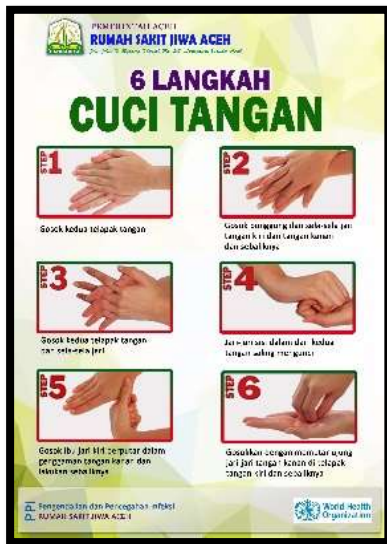 PEMERINTAH ACEH
RUMAH SAKIT JIWA ACEH
6 LANGKAH
CUCI TANGAN
STEP 1
Gosok kedua telapak tangan
STEP 2
Gosok punggung dan sela-sela jari
tangan kiri dan tangan kanan
dan sebaliknya
STEP 3
Gosok kedua telapak tangan
dan sela-sela jari
STEP 4
Jari-jari sisi dalam dari kedua
tangan saling mengunci
STEP 5
Gosok ibu jari kiri berputar dalam
genggaman tangan kanan dan
lakukan sebaliknya
STEP 6
Gosokkan dengan memutar ujung
jari jari tangan kanan di telapak
tangan kiri dan sebaliknya
PPI
Pengendalian dan Pencegahan Infeksi
RUMAH SAKIT JIWA ACEH
World Health
Organization